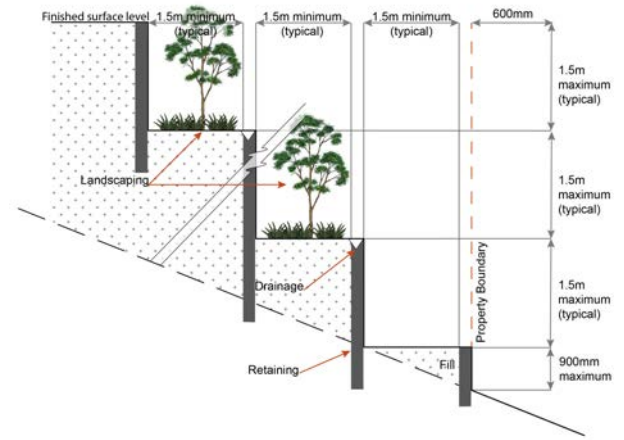 Finished surface level
1.5m minimum
(typical)
1.5m minimum
(typical)
1.5m minimum
(typical)
600mm
1.5m
maximum
(typical)
Landscaping
1.5m
maximum
(typical)
Drainage
Property Boundary
1.5m
maximum
(typical)
Retaining
Fill
900mm
maximum